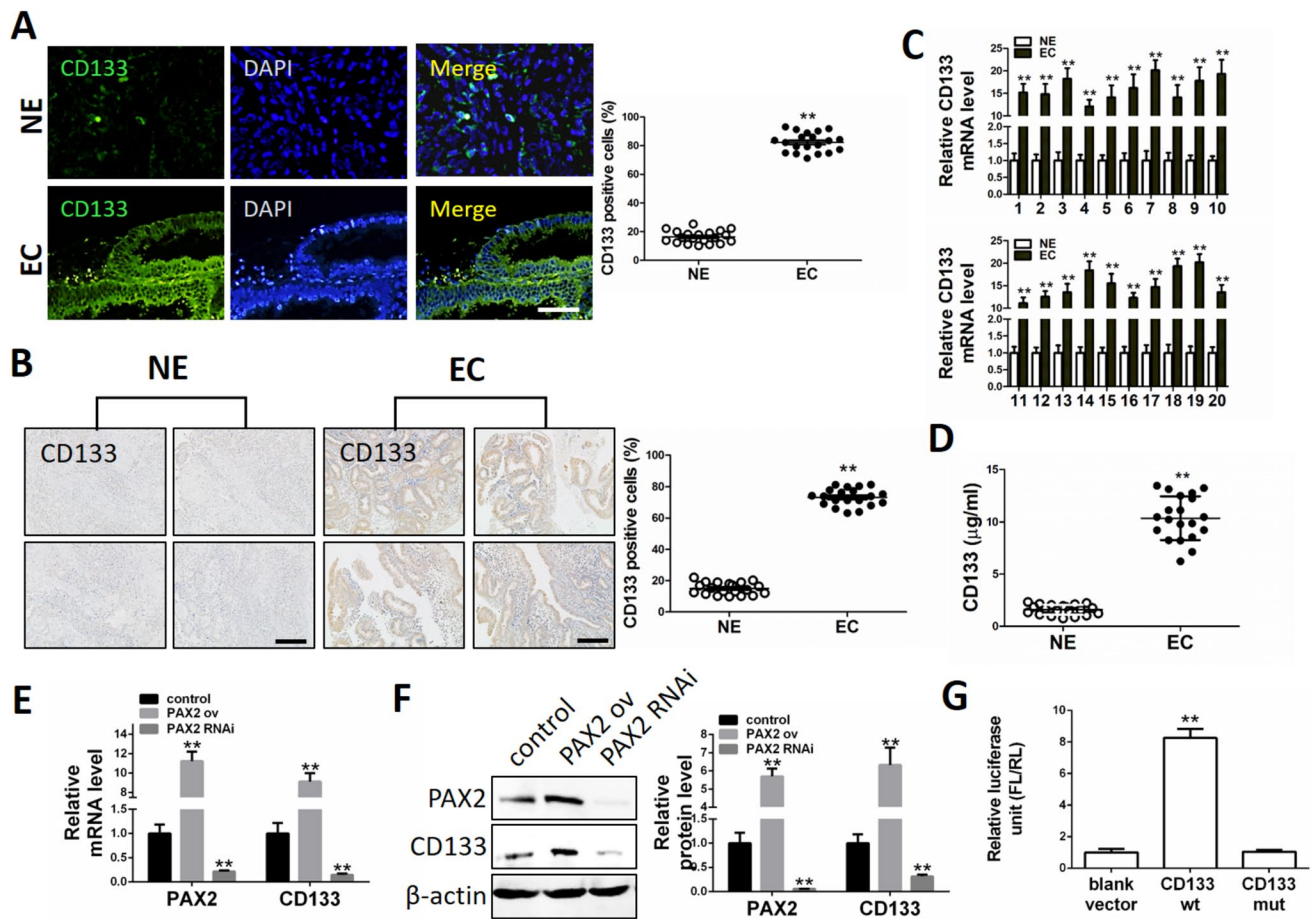 A
NE
CD133
DAPI
Merge
EC
CD133
DAPI
Merge
CD133 positive cells (%)
100
80
60
40
20
0
**
NE
EC
C
NE
EC
Relative CD133
mRNA level
25
20
15
10
2.0
1.5
1.0
0.5
0.0
** ** ** ** ** ** ** ** ** **
1 2 3 4 5 6 7 8 9 10
NE
EC
Relative CD133
mRNA level
25
20
15
10
2.0
1.5
1.0
0.5
0.0
** ** ** ** ** ** ** ** ** **
11 12 13 14 15 16 17 18 19 20
B
NE
EC
CD133
CD133
CD133 positive cells (%)
100
80
60
40
20
0
**
NE
EC
D
CD133 (µg/ml)
15
10
5
0
**
NE
EC
E
control
PAX2 ov
PAX2 RNAi
Relative
mRNA level
14
12
10
8
1.5
1.0
0.5
0.0
** ** ** **
PAX2
CD133
F
control
PAX2 ov
PAX2 RNAi
PAX2
CD133
β-actin
control
PAX2 ov
PAX2 RNAi
Relative
protein level
8
7
6
5
4
1.5
1.0
0.5
0.0
** ** ** **
PAX2
CD133
G
Relative luciferase
unit (FL/RL)
10
8
6
4
2
0
**
blank
vector
CD133
wt
CD133
mut